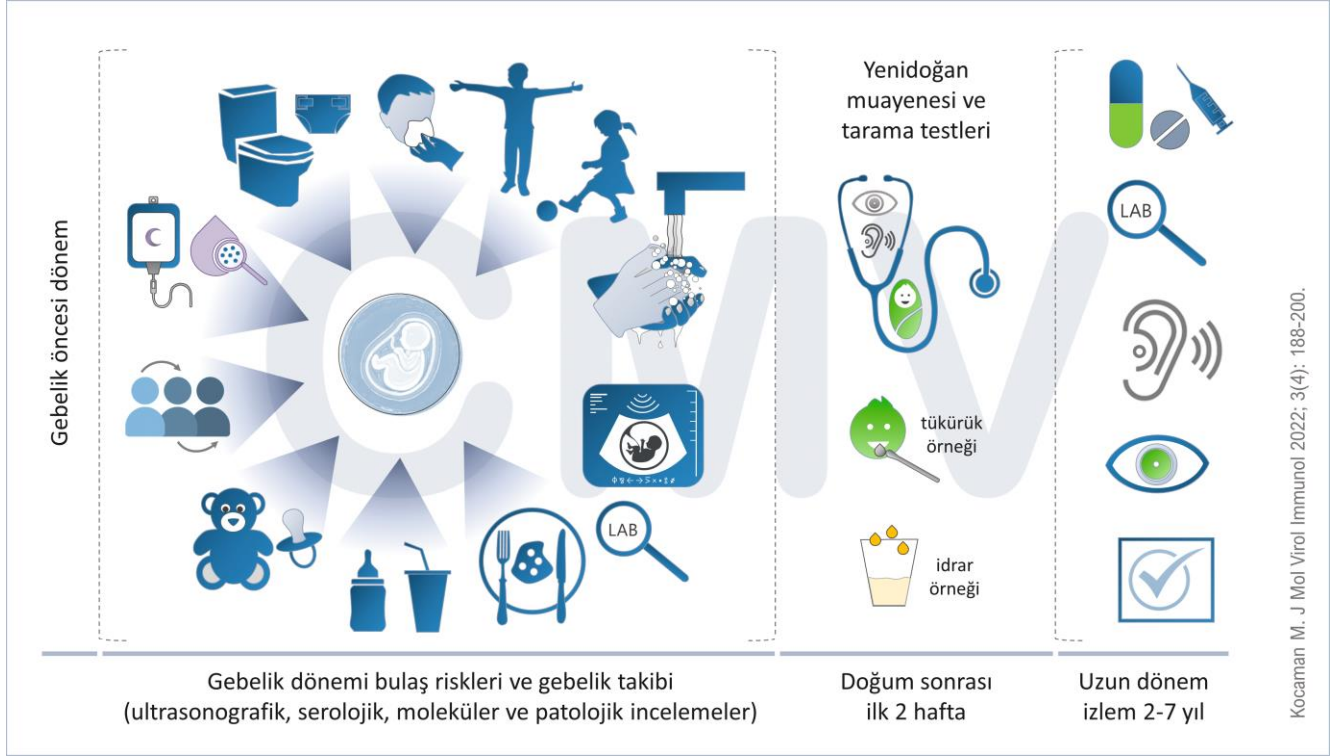 Gebelik öncesi dönem
CMV
LAB
Gebelik dönemi bulaş riskleri ve gebelik takibi
(ultrasonografik, serolojik, moleküler ve patolojik incelemeler)
Yenidoğan
muayenesi ve
tarama testleri
tükürük
örneği
idrar
örneği
Doğum sonrası
ilk 2 hafta
LAB
Uzun dönem
izlem 2-7 yıl
Kocaman M. J Mol Virol Immunol 2022; 3(4): 188-200.